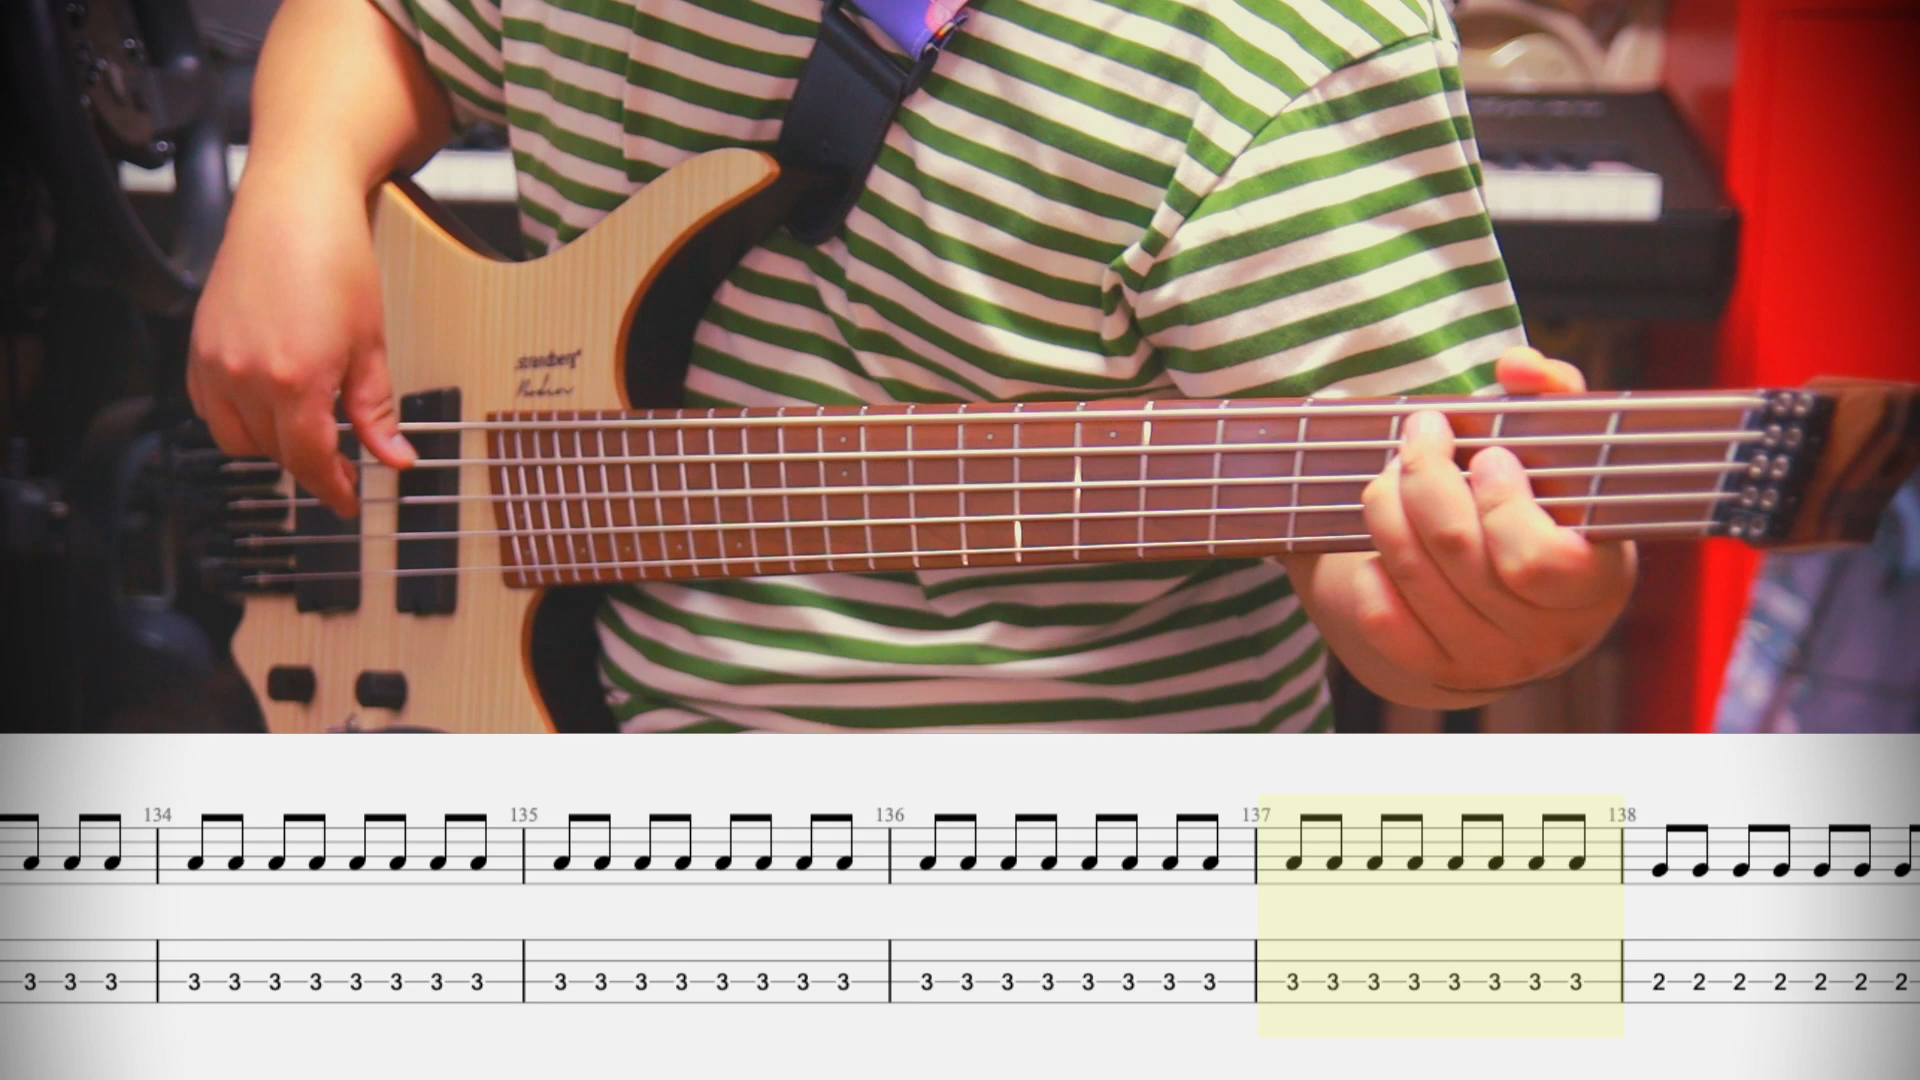 .strandberg*
134 135 136 137 138
3 3 3 3 3 3 3 3 3 3 3 3 3 3 3 3 3 3 3 3 3 3 3 3 3 3 3 3 3 3 3 3 3 3 3 2 2 2 2 2 2 2